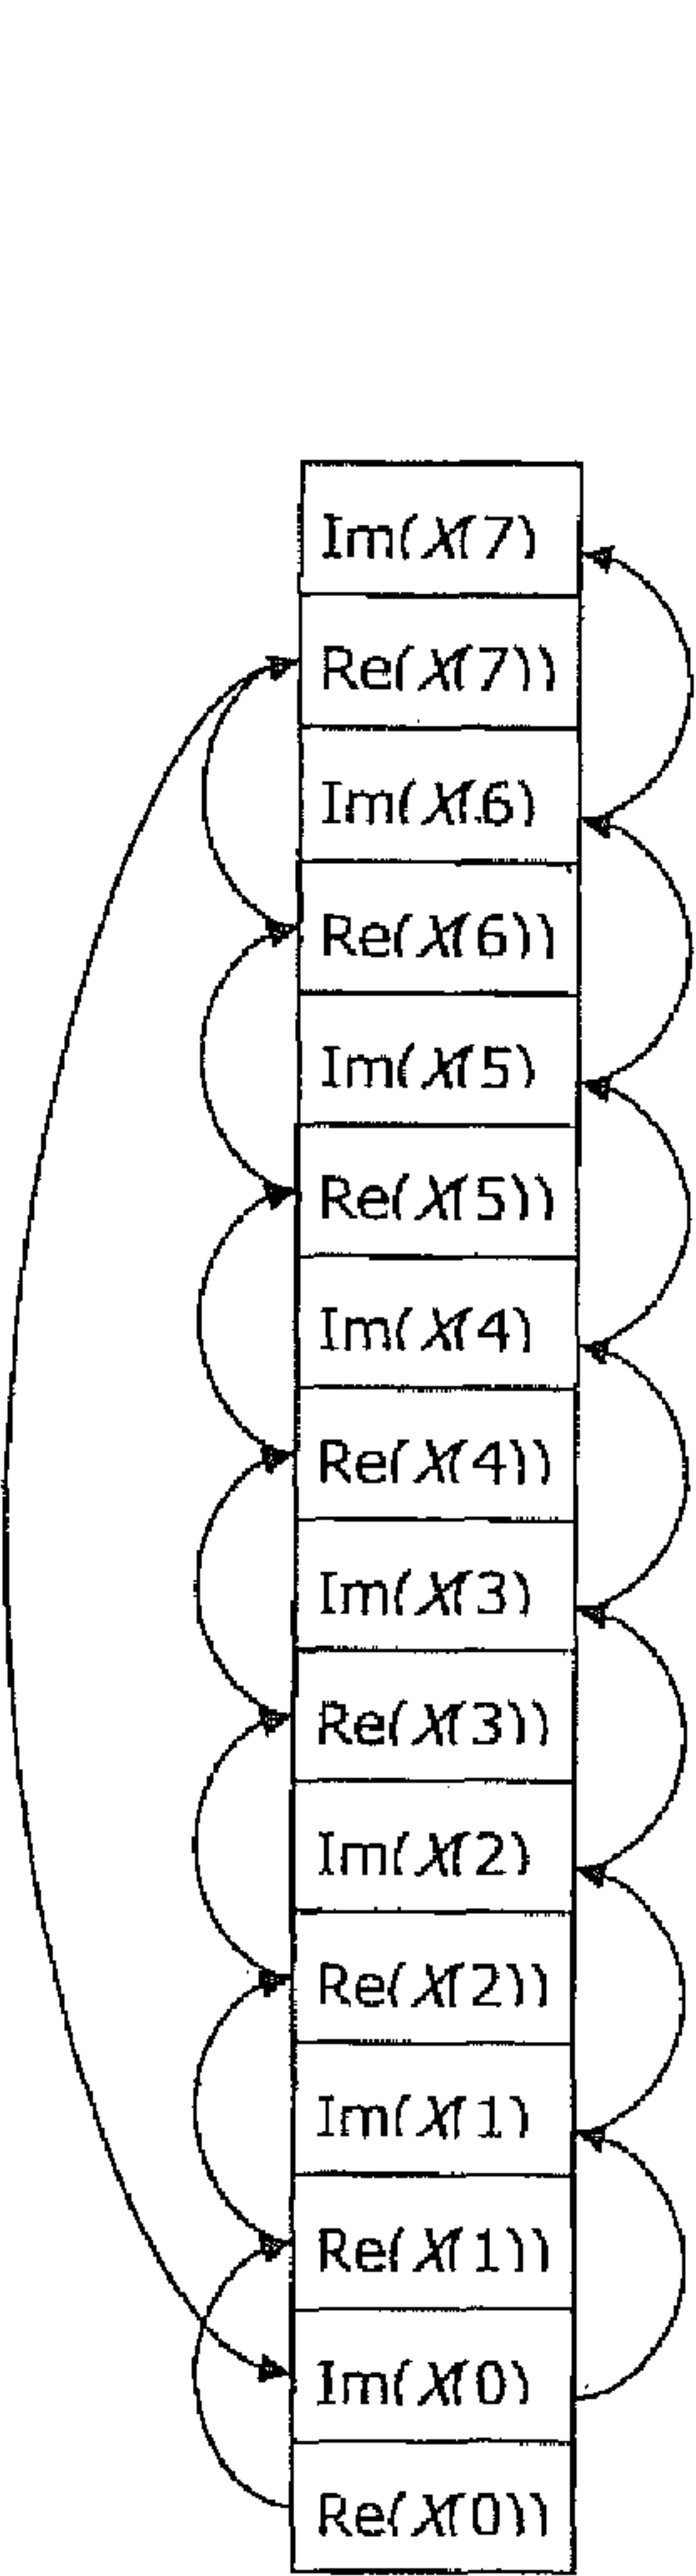 Im(X(7)
Re(X(7))
Im(X(6)
Re(X(6))
Im(X(5)
Re(X(5))
Im(X(4)
Re(X(4))
Im(X(3)
Re(X(3))
Im(X(2)
Re(X(2))
Im(X(1)
Re(X(1))
Im(X(0)
Re(X(0))